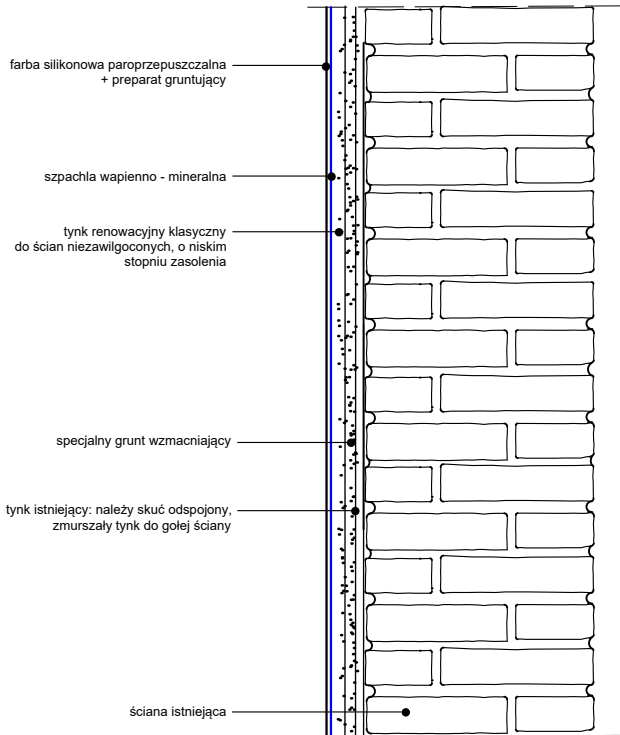 farba silikonowa paroprzepuszczalna
+ preparat gruntujący
szpachla wapienno - mineralna
tynk renowacyjny klasyczny
do ścian niezawilgoconych, o niskim
stopniu zasolenia
specjalny grunt wzmacniający
tynk istniejący: należy skuć odspojony,
zmurszały tynk do gołej ściany
ściana istniejąca